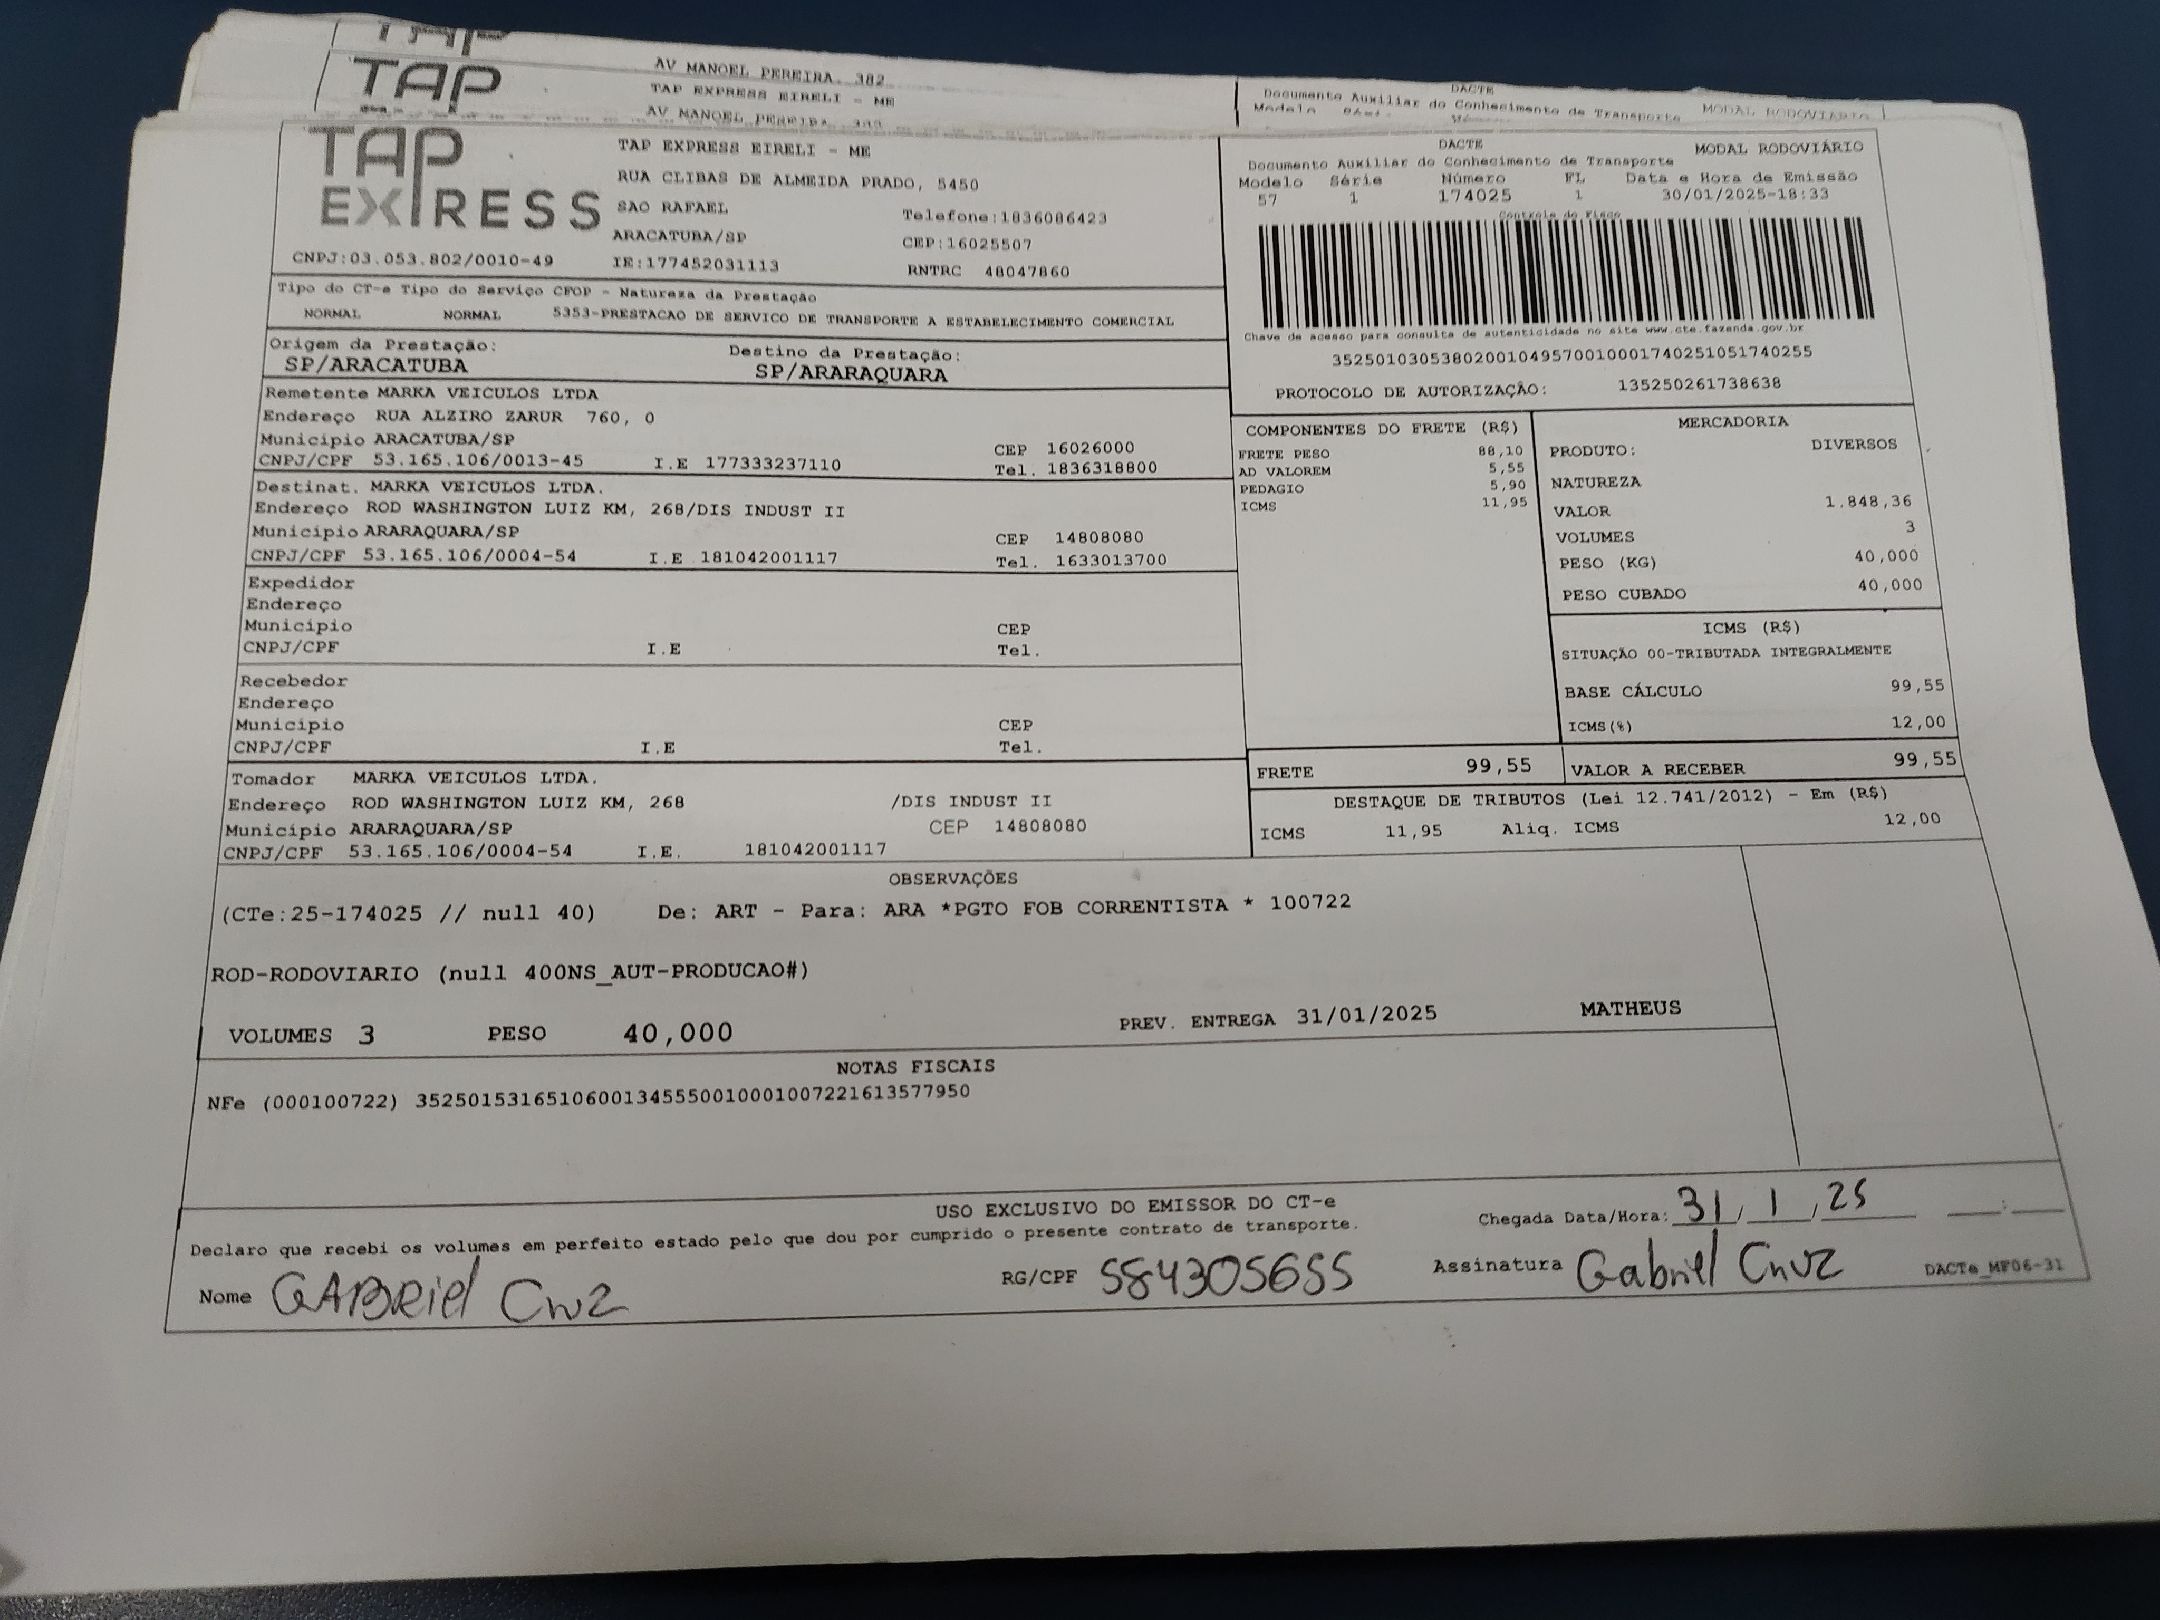 TAP
AV MANOEL PEREIRA, 382
TAP
TAP EXPRESS EIRELI - ME
AV MANOEL PEREIRA
DACTE
Documento Auxiliar do Conhecimento de Transporte
MODAL RODOVIÁRIO
Modelo
TAP EXPRESS
TAP EXPRESS EIRELI - ME
RUA CLIBAS DE ALMEIDA PRADO, 5450
SAO RAFAEL
Telefone:1836086423
ARACATUBA/SP
CEP:16025507
CNPJ:03.053.802/0010-49
IE:177452031113
RNTRC 48047860
DACTE
MODAL RODOVIÁRIO
Documento Auxiliar do Conhecimento de Transporte
Modelo Série Número FL Data e Hora de Emissão
57 1 174025 1 30/01/2025-18:33
Controle do Fisco
Chave de acesso para consulta de autenticidade no site www.cte.fazenda.gov.br
35250103053802001049570010001740251051740255
PROTOCOLO DE AUTORIZAÇÃO: 135250261738638
Tipo do CT-e Tipo do Serviço CFOP - Natureza da Prestação
NORMAL NORMAL 5353-PRESTACAO DE SERVICO DE TRANSPORTE A ESTABELECIMENTO COMERCIAL
Origem da Prestação: Destino da Prestação:
SP/ARACATUBA SP/ARARAQUARA
Remetente MARKA VEICULOS LTDA
Endereço RUA ALZIRO ZARUR 760, 0
Município ARACATUBA/SP CEP 16026000
CNPJ/CPF 53.165.106/0013-45 I.E 177333237110 Tel. 1836318800
Destinat. MARKA VEICULOS LTDA.
Endereço ROD WASHINGTON LUIZ KM, 268/DIS INDUST II
Município ARARAQUARA/SP CEP 14808080
CNPJ/CPF 53.165.106/0004-54 I.E 181042001117 Tel. 1633013700
Expedidor
Endereço
Município CEP
CNPJ/CPF I.E Tel.
Recebedor
Endereço
Município CEP
CNPJ/CPF I.E Tel.
Tomador MARKA VEICULOS LTDA.
Endereço ROD WASHINGTON LUIZ KM, 268 /DIS INDUST II
Município ARARAQUARA/SP CEP 14808080
CNPJ/CPF 53.165.106/0004-54 I.E. 181042001117
COMPONENTES DO FRETE (R$)
FRETE PESO 88,10
AD VALOREM 5,55
PEDAGIO 5,90
ICMS 11,95
MERCADORIA
PRODUTO: DIVERSOS
NATUREZA
VALOR 1.848,36
VOLUMES 3
PESO (KG) 40,000
PESO CUBADO 40,000
ICMS (R$)
SITUAÇÃO 00-TRIBUTADA INTEGRALMENTE
BASE CÁLCULO 99,55
ICMS(%) 12,00
FRETE 99,55 VALOR A RECEBER 99,55
DESTAQUE DE TRIBUTOS (Lei 12.741/2012) - Em (R$)
ICMS 11,95 Aliq. ICMS 12,00
OBSERVAÇÕES
(CTe:25-174025 // null 40) De: ART - Para: ARA *PGTO FOB CORRENTISTA * 100722
ROD-RODOVIARIO (null 400NS_AUT-PRODUCAO#)
VOLUMES 3 PESO 40,000 PREV. ENTREGA 31/01/2025 MATHEUS
NOTAS FISCAIS
NFe (000100722) 35250153165106001345550010001007221613577950
USO EXCLUSIVO DO EMISSOR DO CT-e
Declaro que recebi os volumes em perfeito estado pelo que dou por cumprido o presente contrato de transporte.
Chegada Data/Hora: 31/1/25 __:__
Nome GABRiel Cruz RG/CPF 584305655 Assinatura Gabriel Cruz DACTe_MF06-31